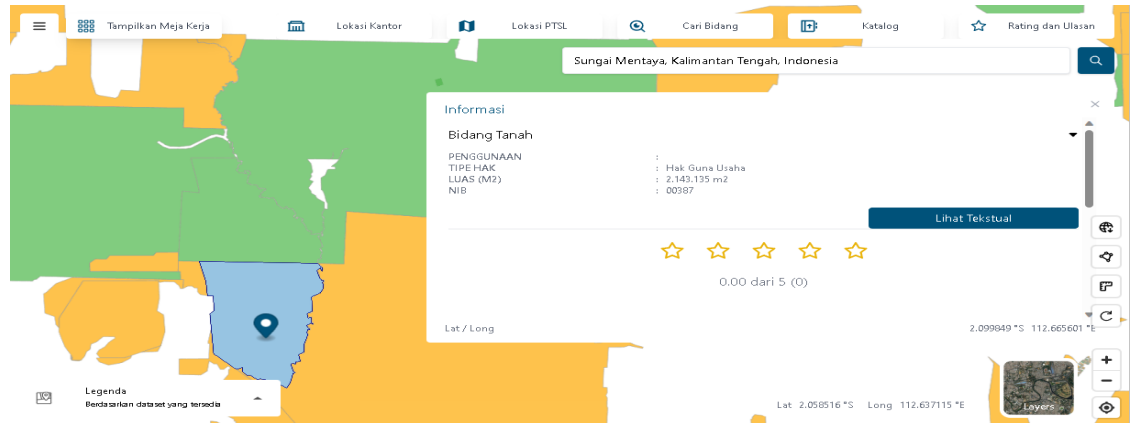 Tampilkan Meja Kerja
Lokasi Kantor
Lokasi PTSL
Cari Bidang
Katalog
Rating dan Ulasan
Sungai Mentaya, Kalimantan Tengah, Indonesia
Informasi
Bidang Tanah
PENGGUNAAN :
TIPE HAK : Hak Guna Usaha
LUAS (M2) : 2.143.135 m2
NIB : 00387
Lihat Tekstual
0.00 dari 5 (0)
Lat / Long 2.099849 °S 112.665601 °E
Legenda
Berdasarkan dataset yang tersedia
Lat 2.058516 °S Long 112.637115 °E
Layers